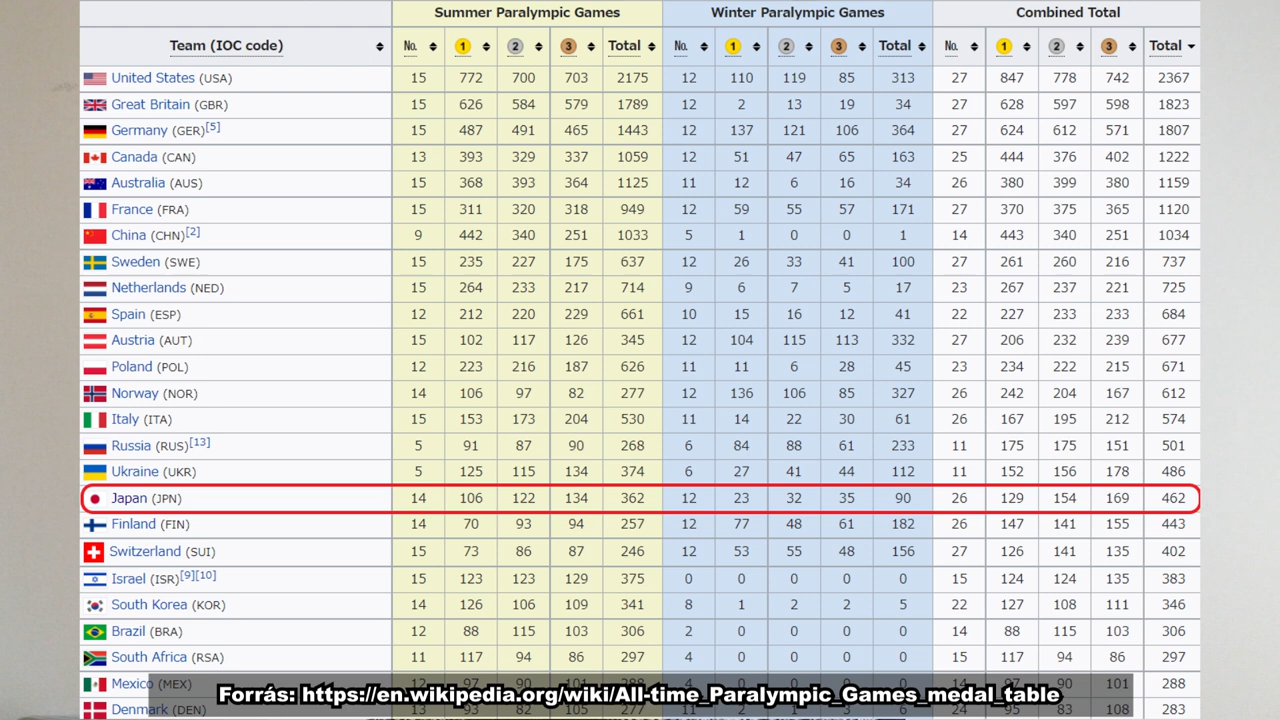 Summer Paralympic Games Winter Paralympic Games Combined Total
Team (IOC code) No. 1 2 3 Total No. 1 2 3 Total No. 1 2 3 Total
United States (USA) 15 772 700 703 2175 12 110 119 85 313 27 847 778 742 2367
Great Britain (GBR) 15 626 584 579 1789 12 2 13 19 34 27 628 597 598 1823
Germany (GER)[5] 15 487 491 465 1443 12 137 121 106 364 27 624 612 571 1807
Canada (CAN) 13 393 329 337 1059 12 51 47 65 163 25 444 376 402 1222
Australia (AUS) 15 368 393 364 1125 11 12 6 16 34 26 380 399 380 1159
France (FRA) 15 311 320 318 949 12 59 55 57 171 27 370 375 365 1120
China (CHN)[2] 9 442 340 251 1033 5 1 0 0 1 14 443 340 251 1034
Sweden (SWE) 15 235 227 175 637 12 26 33 41 100 27 261 260 216 737
Netherlands (NED) 15 264 233 217 714 9 6 7 5 17 23 267 237 221 725
Spain (ESP) 12 212 220 229 661 10 15 16 12 41 22 227 233 233 684
Austria (AUT) 15 102 117 126 345 12 104 115 113 332 27 206 232 239 677
Poland (POL) 12 223 216 187 626 11 11 6 28 45 23 234 222 215 671
Norway (NOR) 14 106 97 82 277 12 136 106 85 327 26 242 204 167 612
Italy (ITA) 15 153 173 204 530 11 14 22 30 61 26 167 195 212 574
Russia (RUS)[13] 5 91 87 90 268 6 84 88 61 233 11 175 175 151 501
Ukraine (UKR) 5 125 115 134 374 6 27 41 44 112 11 152 156 178 486
Japan (JPN) 14 106 122 134 362 12 23 32 35 90 26 129 154 169 462
Finland (FIN) 14 70 93 94 257 12 77 48 61 182 26 147 141 155 443
Switzerland (SUI) 15 73 86 87 246 12 53 55 48 156 27 126 141 135 402
Israel (ISR)[9][10] 15 123 123 129 375 0 0 0 0 0 15 124 124 135 383
South Korea (KOR) 14 126 106 109 341 8 1 2 2 5 22 127 108 111 346
Brazil (BRA) 12 88 115 103 306 2 0 0 0 0 14 88 115 103 306
South Africa (RSA) 11 117 94 86 297 4 0 0 0 0 15 117 94 86 297
Mexico (MEX) 97 90 101 288
Denmark (DEN) 283
Forrás: https://en.wikipedia.org/wiki/All-time_Paralympic_Games_medal_table